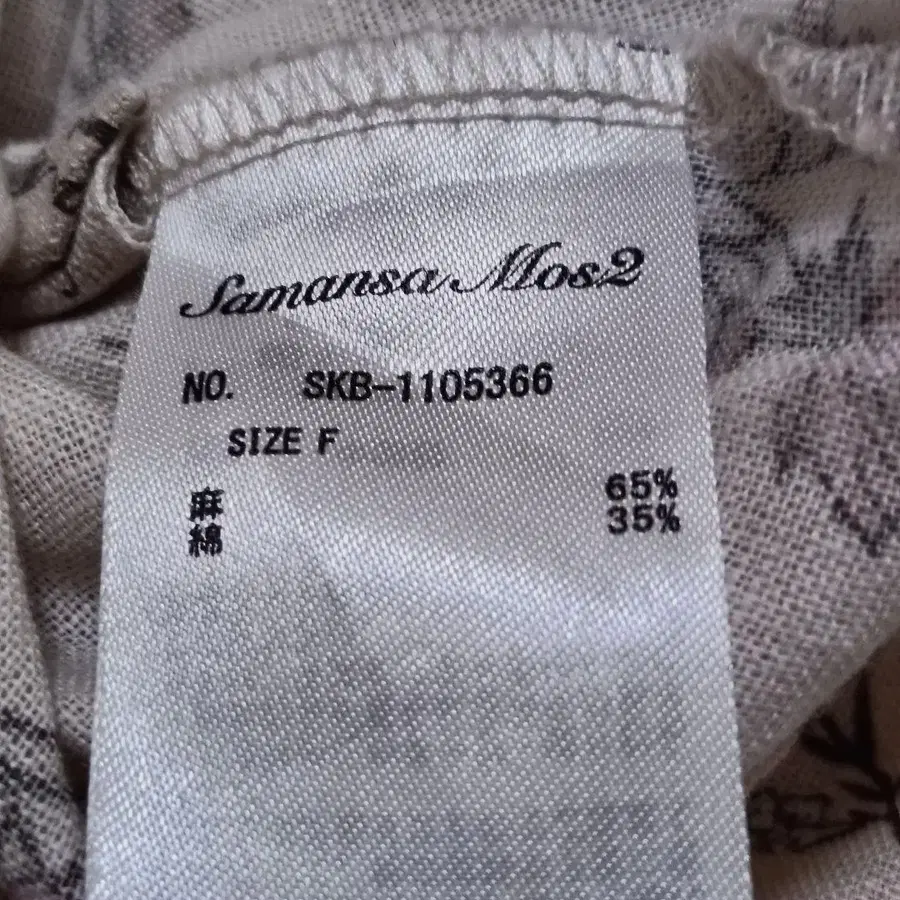 Samansa Mos2
NO. SKB-1105366
SIZE F
麻 65%
綿 35%